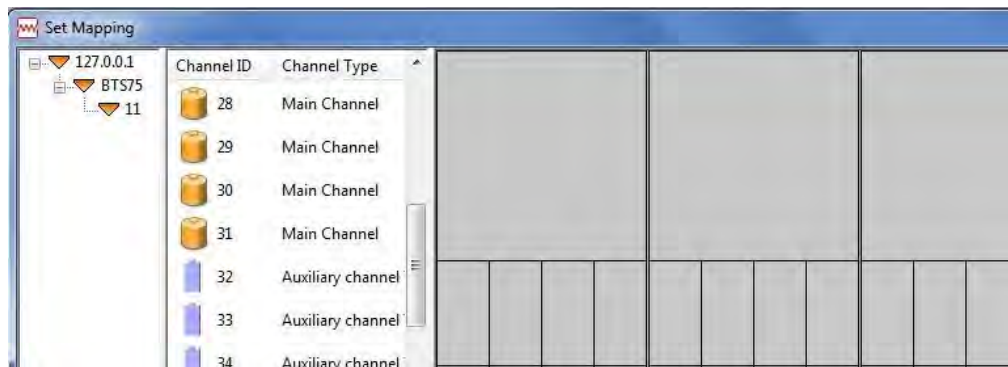 Set Mapping
127.0.0.1
BTS75
11
Channel ID Channel Type
28 Main Channel
29 Main Channel
30 Main Channel
31 Main Channel
32 Auxiliary channel
33 Auxiliary channel
34 Auxiliary channel